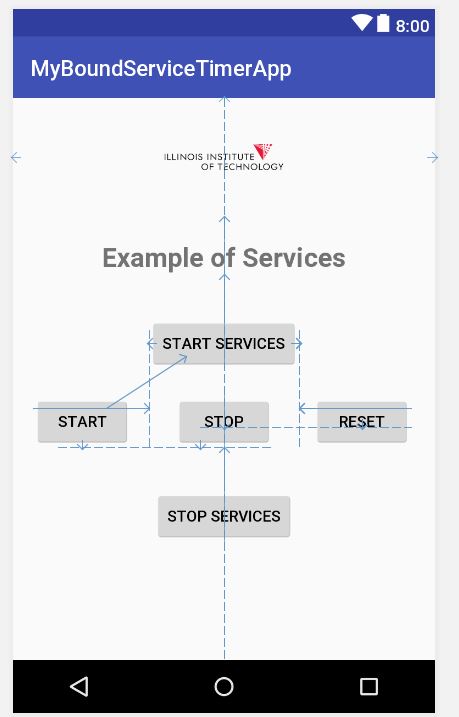 8:00
MyBoundServiceTimerApp
ILLINOIS INSTITUTE
OF TECHNOLOGY
Example of Services
START SERVICES
START STOP RESET
STOP SERVICES